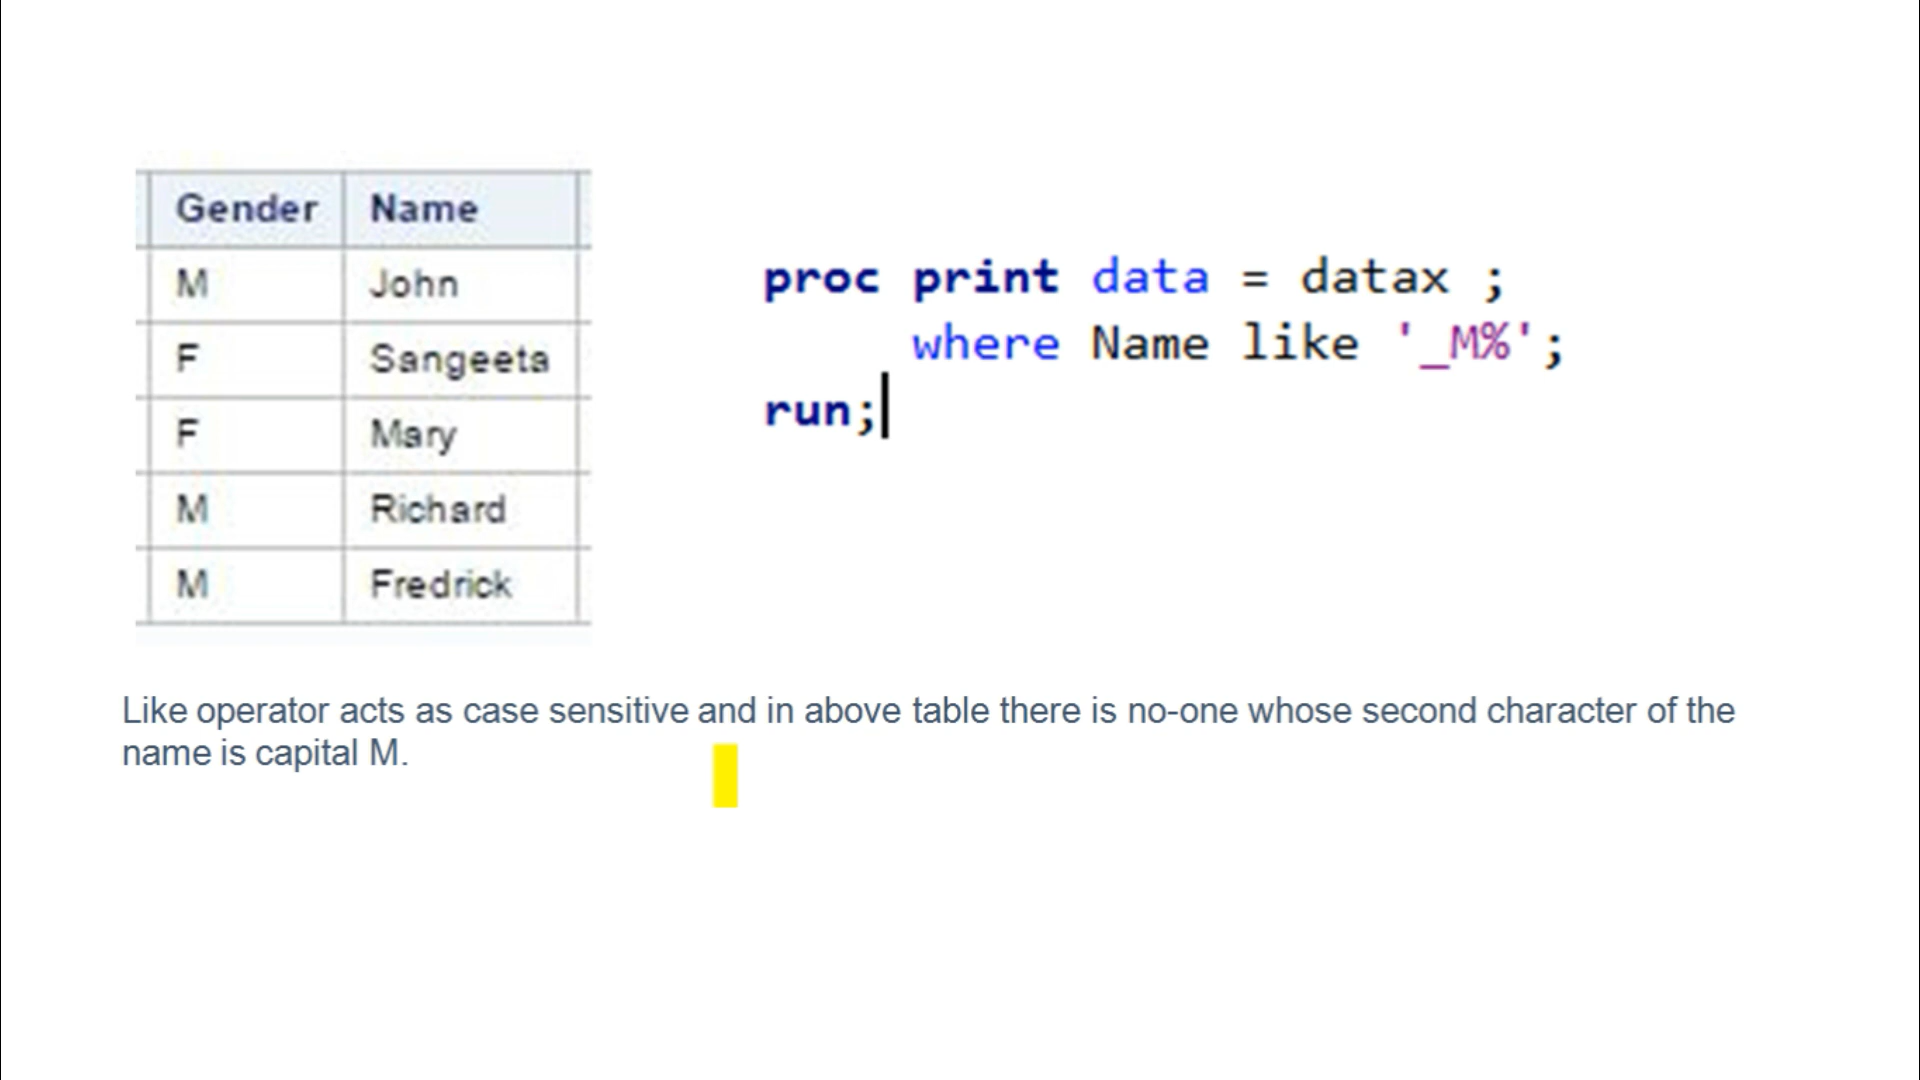 Gender Name
M John
F Sangeeta
F Mary
M Richard
M Fredrick
proc print data = datax ;
where Name like '_M%';
run;
Like operator acts as case sensitive and in above table there is no-one whose second character of the
name is capital M.